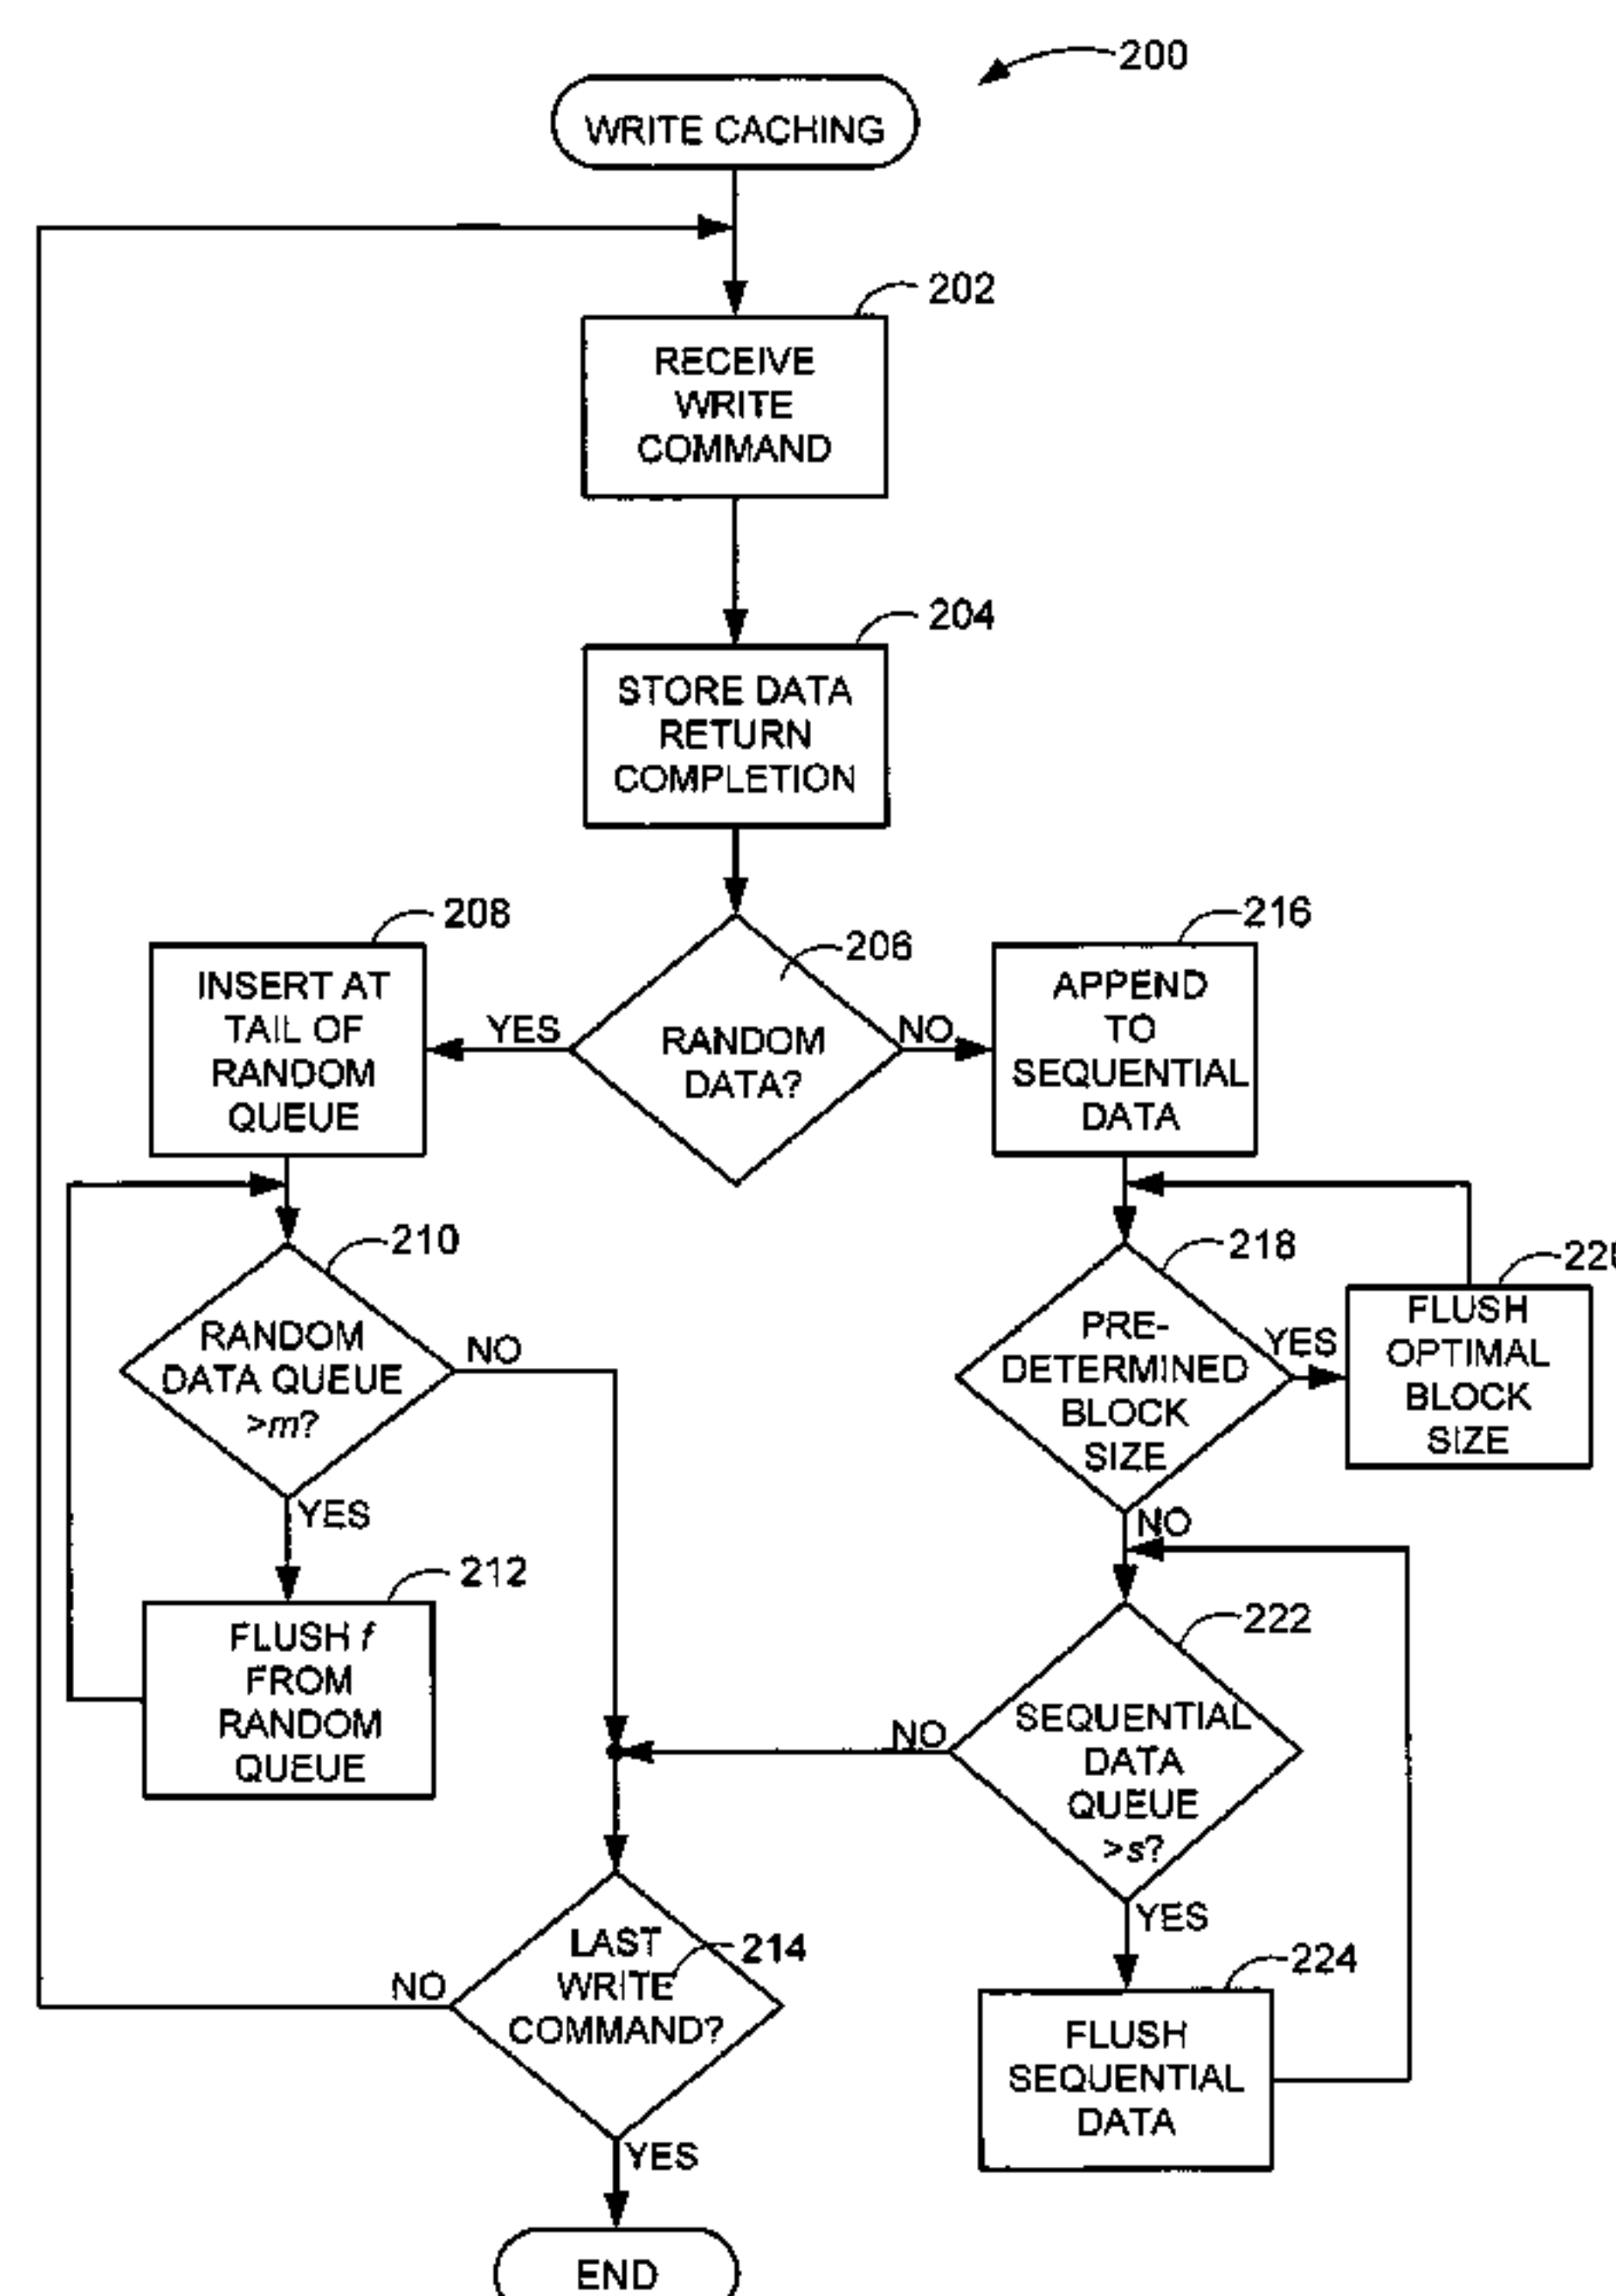 200
WRITE CACHING
202
RECEIVE
WRITE
COMMAND
204
STORE DATA
RETURN
COMPLETION
208
INSERT AT
TAIL OF
RANDOM
QUEUE
YES
206
RANDOM
DATA?
NO
216
APPEND
TO
SEQUENTIAL
DATA
210
RANDOM
DATA QUEUE
>m?
NO
YES
212
FLUSH f
FROM
RANDOM
QUEUE
218
PRE-
DETERMINED
BLOCK
SIZE
YES
FLUSH
OPTIMAL
BLOCK
SIZE
NO
222
SEQUENTIAL
DATA
QUEUE
>s?
NO
YES
224
FLUSH
SEQUENTIAL
DATA
214
LAST
WRITE
COMMAND?
NO
YES
END